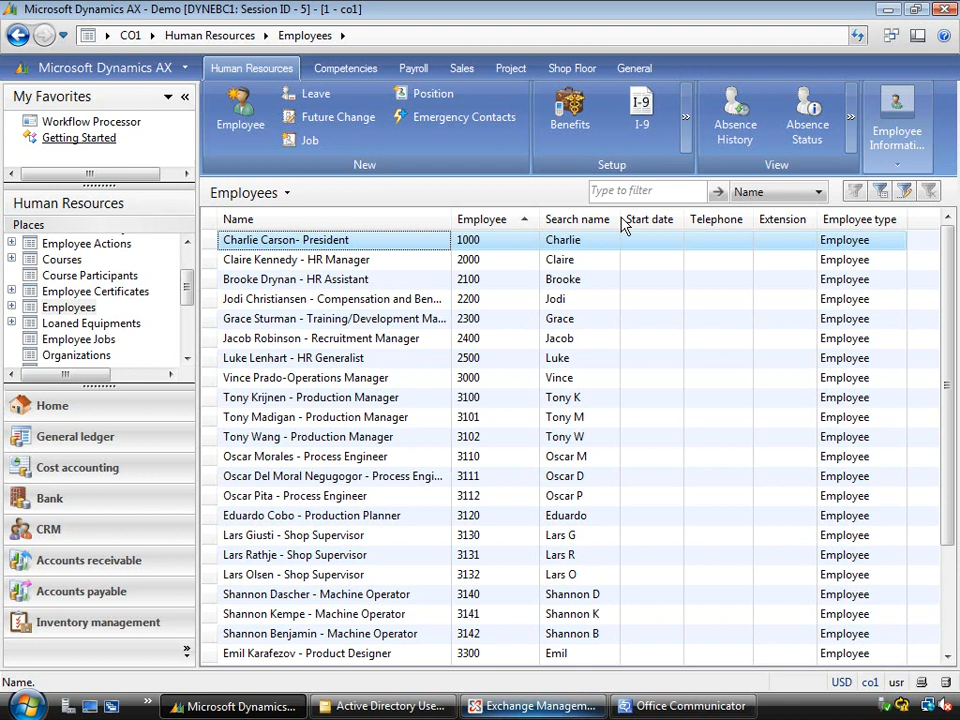 Microsoft Dynamics AX - Demo [DYNEBC1: Session ID - 5] - [1 - co1]
CO1 Human Resources Employees
Microsoft Dynamics AX
Human Resources Competencies Payroll Sales Project Shop Floor General
My Favorites
Workflow Processor
Getting Started
Employee
Leave
Future Change
Job
Position
Emergency Contacts
New
Benefits
I-9
I-9
Setup
Absence History
Absence Status
View
Employee Informati...
Human Resources
Places
Employee Actions
Courses
Course Participants
Employee Certificates
Employees
Loaned Equipments
Employee Jobs
Organizations
Home
General ledger
Cost accounting
Bank
CRM
Accounts receivable
Accounts payable
Inventory management
Employees Type to filter Name
Name Employee Search name Start date Telephone Extension Employee type
Charlie Carson- President 1000 Charlie Employee
Claire Kennedy - HR Manager 2000 Claire Employee
Brooke Drynan - HR Assistant 2100 Brooke Employee
Jodi Christiansen - Compensation and Ben... 2200 Jodi Employee
Grace Sturman - Training/Development Ma... 2300 Grace Employee
Jacob Robinson - Recruitment Manager 2400 Jacob Employee
Luke Lenhart - HR Generalist 2500 Luke Employee
Vince Prado-Operations Manager 3000 Vince Employee
Tony Krijnen - Production Manager 3100 Tony K Employee
Tony Madigan - Production Manager 3101 Tony M Employee
Tony Wang - Production Manager 3102 Tony W Employee
Oscar Morales - Process Engineer 3110 Oscar M Employee
Oscar Del Moral Negugogor - Process Engi... 3111 Oscar D Employee
Oscar Pita - Process Engineer 3112 Oscar P Employee
Eduardo Cobo - Production Planner 3120 Eduardo Employee
Lars Giusti - Shop Supervisor 3130 Lars G Employee
Lars Rathje - Shop Supervisor 3131 Lars R Employee
Lars Olsen - Shop Supervisor 3132 Lars O Employee
Shannon Dascher - Machine Operator 3140 Shannon D Employee
Shannon Kempe - Machine Operator 3141 Shannon K Employee
Shannon Benjamin - Machine Operator 3142 Shannon B Employee
Emil Karafezov - Product Designer 3300 Emil Employee
Name. USD co1 usr
Microsoft Dynamics... Active Directory Use... Exchange Managem... Office Communicator